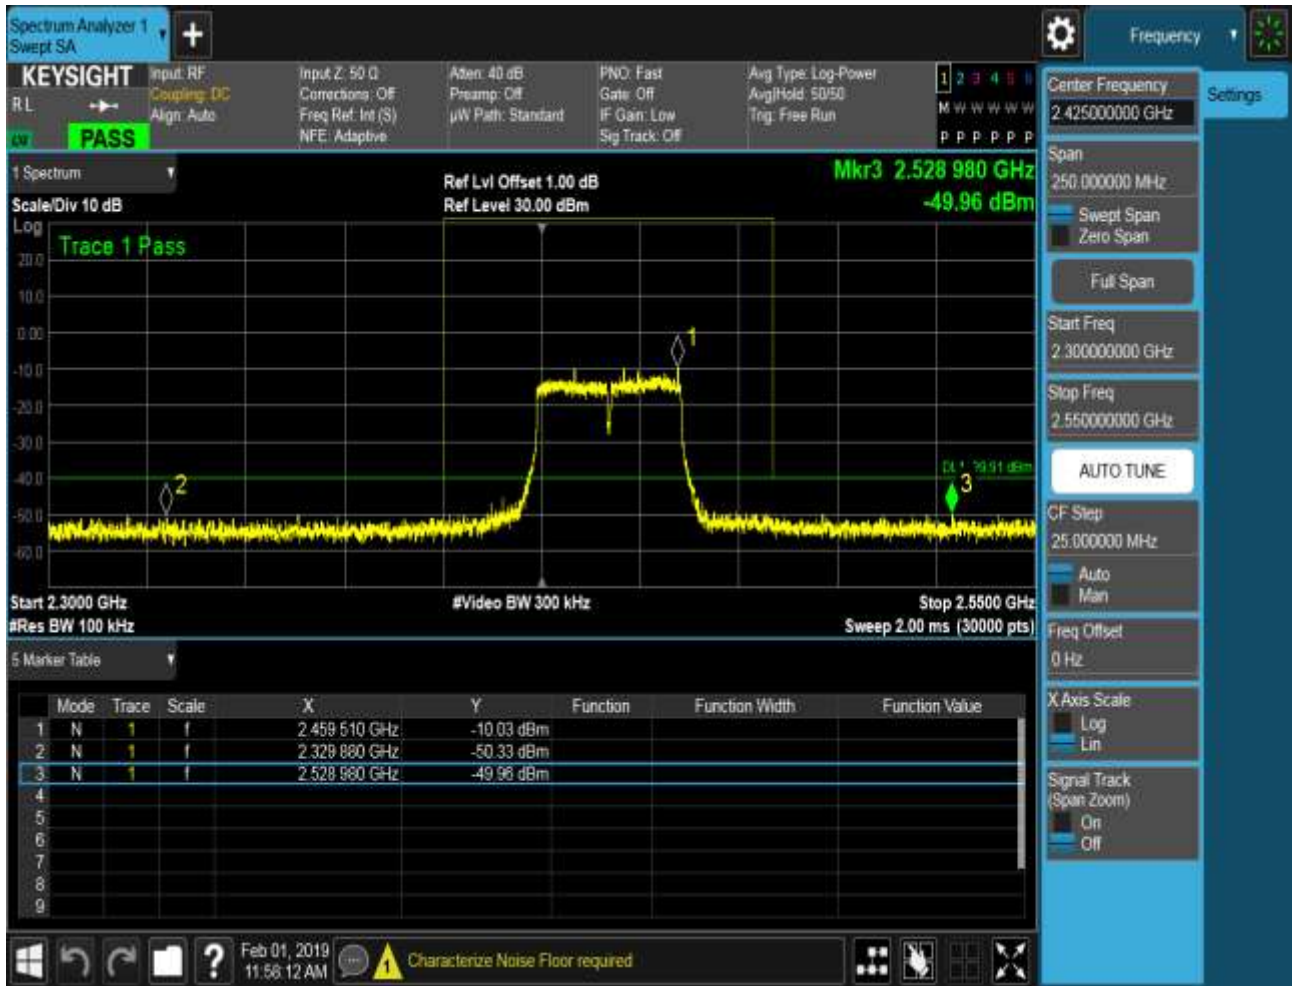 Spectrum Analyzer 1
Swept SA
Frequency
KEYSIGHT
R L
PASS
Input: RF
Coupling: DC
Align: Auto
Input Z: 50 Ω
Corrections: Off
Freq Ref: Int (S)
NFE: Adaptive
Atten: 40 dB
Preamp: Off
µW Path: Standard
PNO: Fast
Gate: Off
IF Gain: Low
Sig Track: Off
Avg Type: Log-Power
Avg|Hold: 50/50
Trig: Free Run
1 2 3 4 5 6
M W W W W W
P P P P P P
Settings
1 Spectrum
Scale/Div 10 dB
Log
Ref Lvl Offset 1.00 dB
Ref Level 30.00 dBm
Mkr3 2.528 980 GHz
-49.96 dBm
Trace 1 Pass
20.0
10.0
0.00
-10.0
-20.0
-30.0
-40.0
-50.0
-60.0
1
2
3
Start 2.3000 GHz
#Video BW 300 kHz
Stop 2.5500 GHz
#Res BW 100 kHz
Sweep 2.00 ms (30000 pts)
5 Marker Table
Mode Trace Scale X Y Function Function Width Function Value
1 N 1 f 2.459 510 GHz -10.03 dBm
2 N 1 f 2.329 880 GHz -50.33 dBm
3 N 1 f 2.528 980 GHz -49.96 dBm
4
5
6
7
8
9
Center Frequency
2.425000000 GHz
Span
250.000000 MHz
Swept Span
Zero Span
Full Span
Start Freq
2.300000000 GHz
Stop Freq
2.550000000 GHz
AUTO TUNE
CF Step
25.000000 MHz
Auto
Man
Freq Offset
0 Hz
X Axis Scale
Log
Lin
Signal Track
(Span Zoom)
On
Off
?
Feb 01, 2019
11:56:12 AM
1
Characterize Noise Floor required